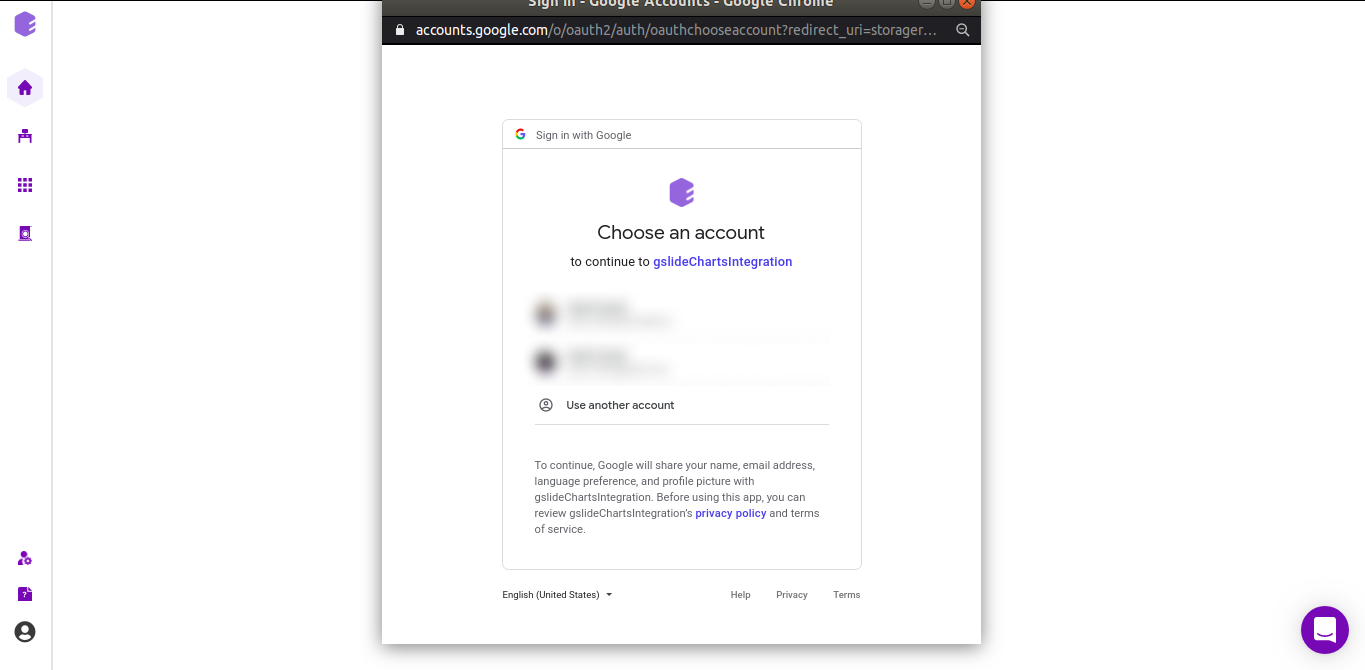 Sign in - Google Accounts - Google Chrome
accounts.google.com/o/oauth2/auth/oauthchooseaccount?redirect_uri=storager...
Sign in with Google
Choose an account
to continue to gslideChartsIntegration
Use another account
To continue, Google will share your name, email address,
language preference, and profile picture with
gslideChartsIntegration. Before using this app, you can
review gslideChartsIntegration's privacy policy and terms
of service.
English (United States) Help Privacy Terms